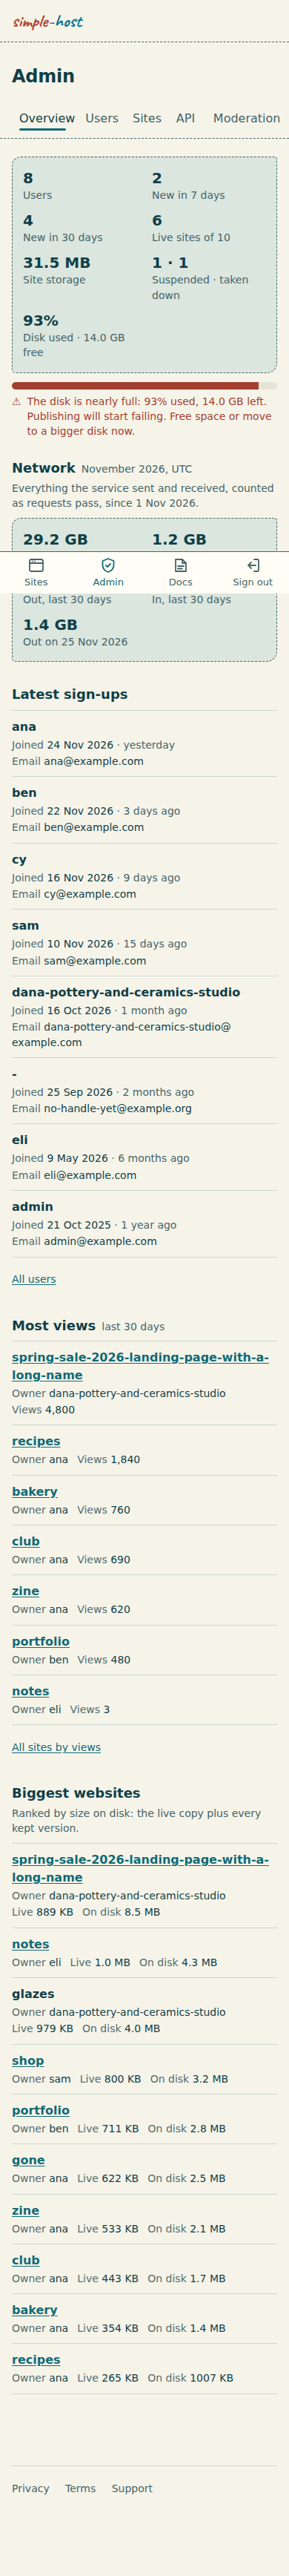 simple-host
Admin
Overview Users Sites API Moderation
8 2
Users New in 7 days
4 6
New in 30 days Live sites of 10
31.5 MB 1 · 1
Site storage Suspended · taken
down
93%
Disk used · 14.0 GB
free
⚠ The disk is nearly full: 93% used, 14.0 GB left.
Publishing will start failing. Free space or move
to a bigger disk now.
Network November 2026, UTC
Everything the service sent and received, counted
as requests pass, since 1 Nov 2026.
29.2 GB 1.2 GB
Sites Admin Docs Sign out
Out, last 30 days In, last 30 days
1.4 GB
Out on 25 Nov 2026
Latest sign-ups
ana
Joined 24 Nov 2026 · yesterday
Email ana@example.com
ben
Joined 22 Nov 2026 · 3 days ago
Email ben@example.com
cy
Joined 16 Nov 2026 · 9 days ago
Email cy@example.com
sam
Joined 10 Nov 2026 · 15 days ago
Email sam@example.com
dana-pottery-and-ceramics-studio
Joined 16 Oct 2026 · 1 month ago
Email dana-pottery-and-ceramics-studio@
example.com
-
Joined 25 Sep 2026 · 2 months ago
Email no-handle-yet@example.org
eli
Joined 9 May 2026 · 6 months ago
Email eli@example.com
admin
Joined 21 Oct 2025 · 1 year ago
Email admin@example.com
All users
Most views last 30 days
spring-sale-2026-landing-page-with-a-
long-name
Owner dana-pottery-and-ceramics-studio
Views 4,800
recipes
Owner ana Views 1,840
bakery
Owner ana Views 760
club
Owner ana Views 690
zine
Owner ana Views 620
portfolio
Owner ben Views 480
notes
Owner eli Views 3
All sites by views
Biggest websites
Ranked by size on disk: the live copy plus every
kept version.
spring-sale-2026-landing-page-with-a-
long-name
Owner dana-pottery-and-ceramics-studio
Live 889 KB On disk 8.5 MB
notes
Owner eli Live 1.0 MB On disk 4.3 MB
glazes
Owner dana-pottery-and-ceramics-studio
Live 979 KB On disk 4.0 MB
shop
Owner sam Live 800 KB On disk 3.2 MB
portfolio
Owner ben Live 711 KB On disk 2.8 MB
gone
Owner ana Live 622 KB On disk 2.5 MB
zine
Owner ana Live 533 KB On disk 2.1 MB
club
Owner ana Live 443 KB On disk 1.7 MB
bakery
Owner ana Live 354 KB On disk 1.4 MB
recipes
Owner ana Live 265 KB On disk 1007 KB
Privacy Terms Support